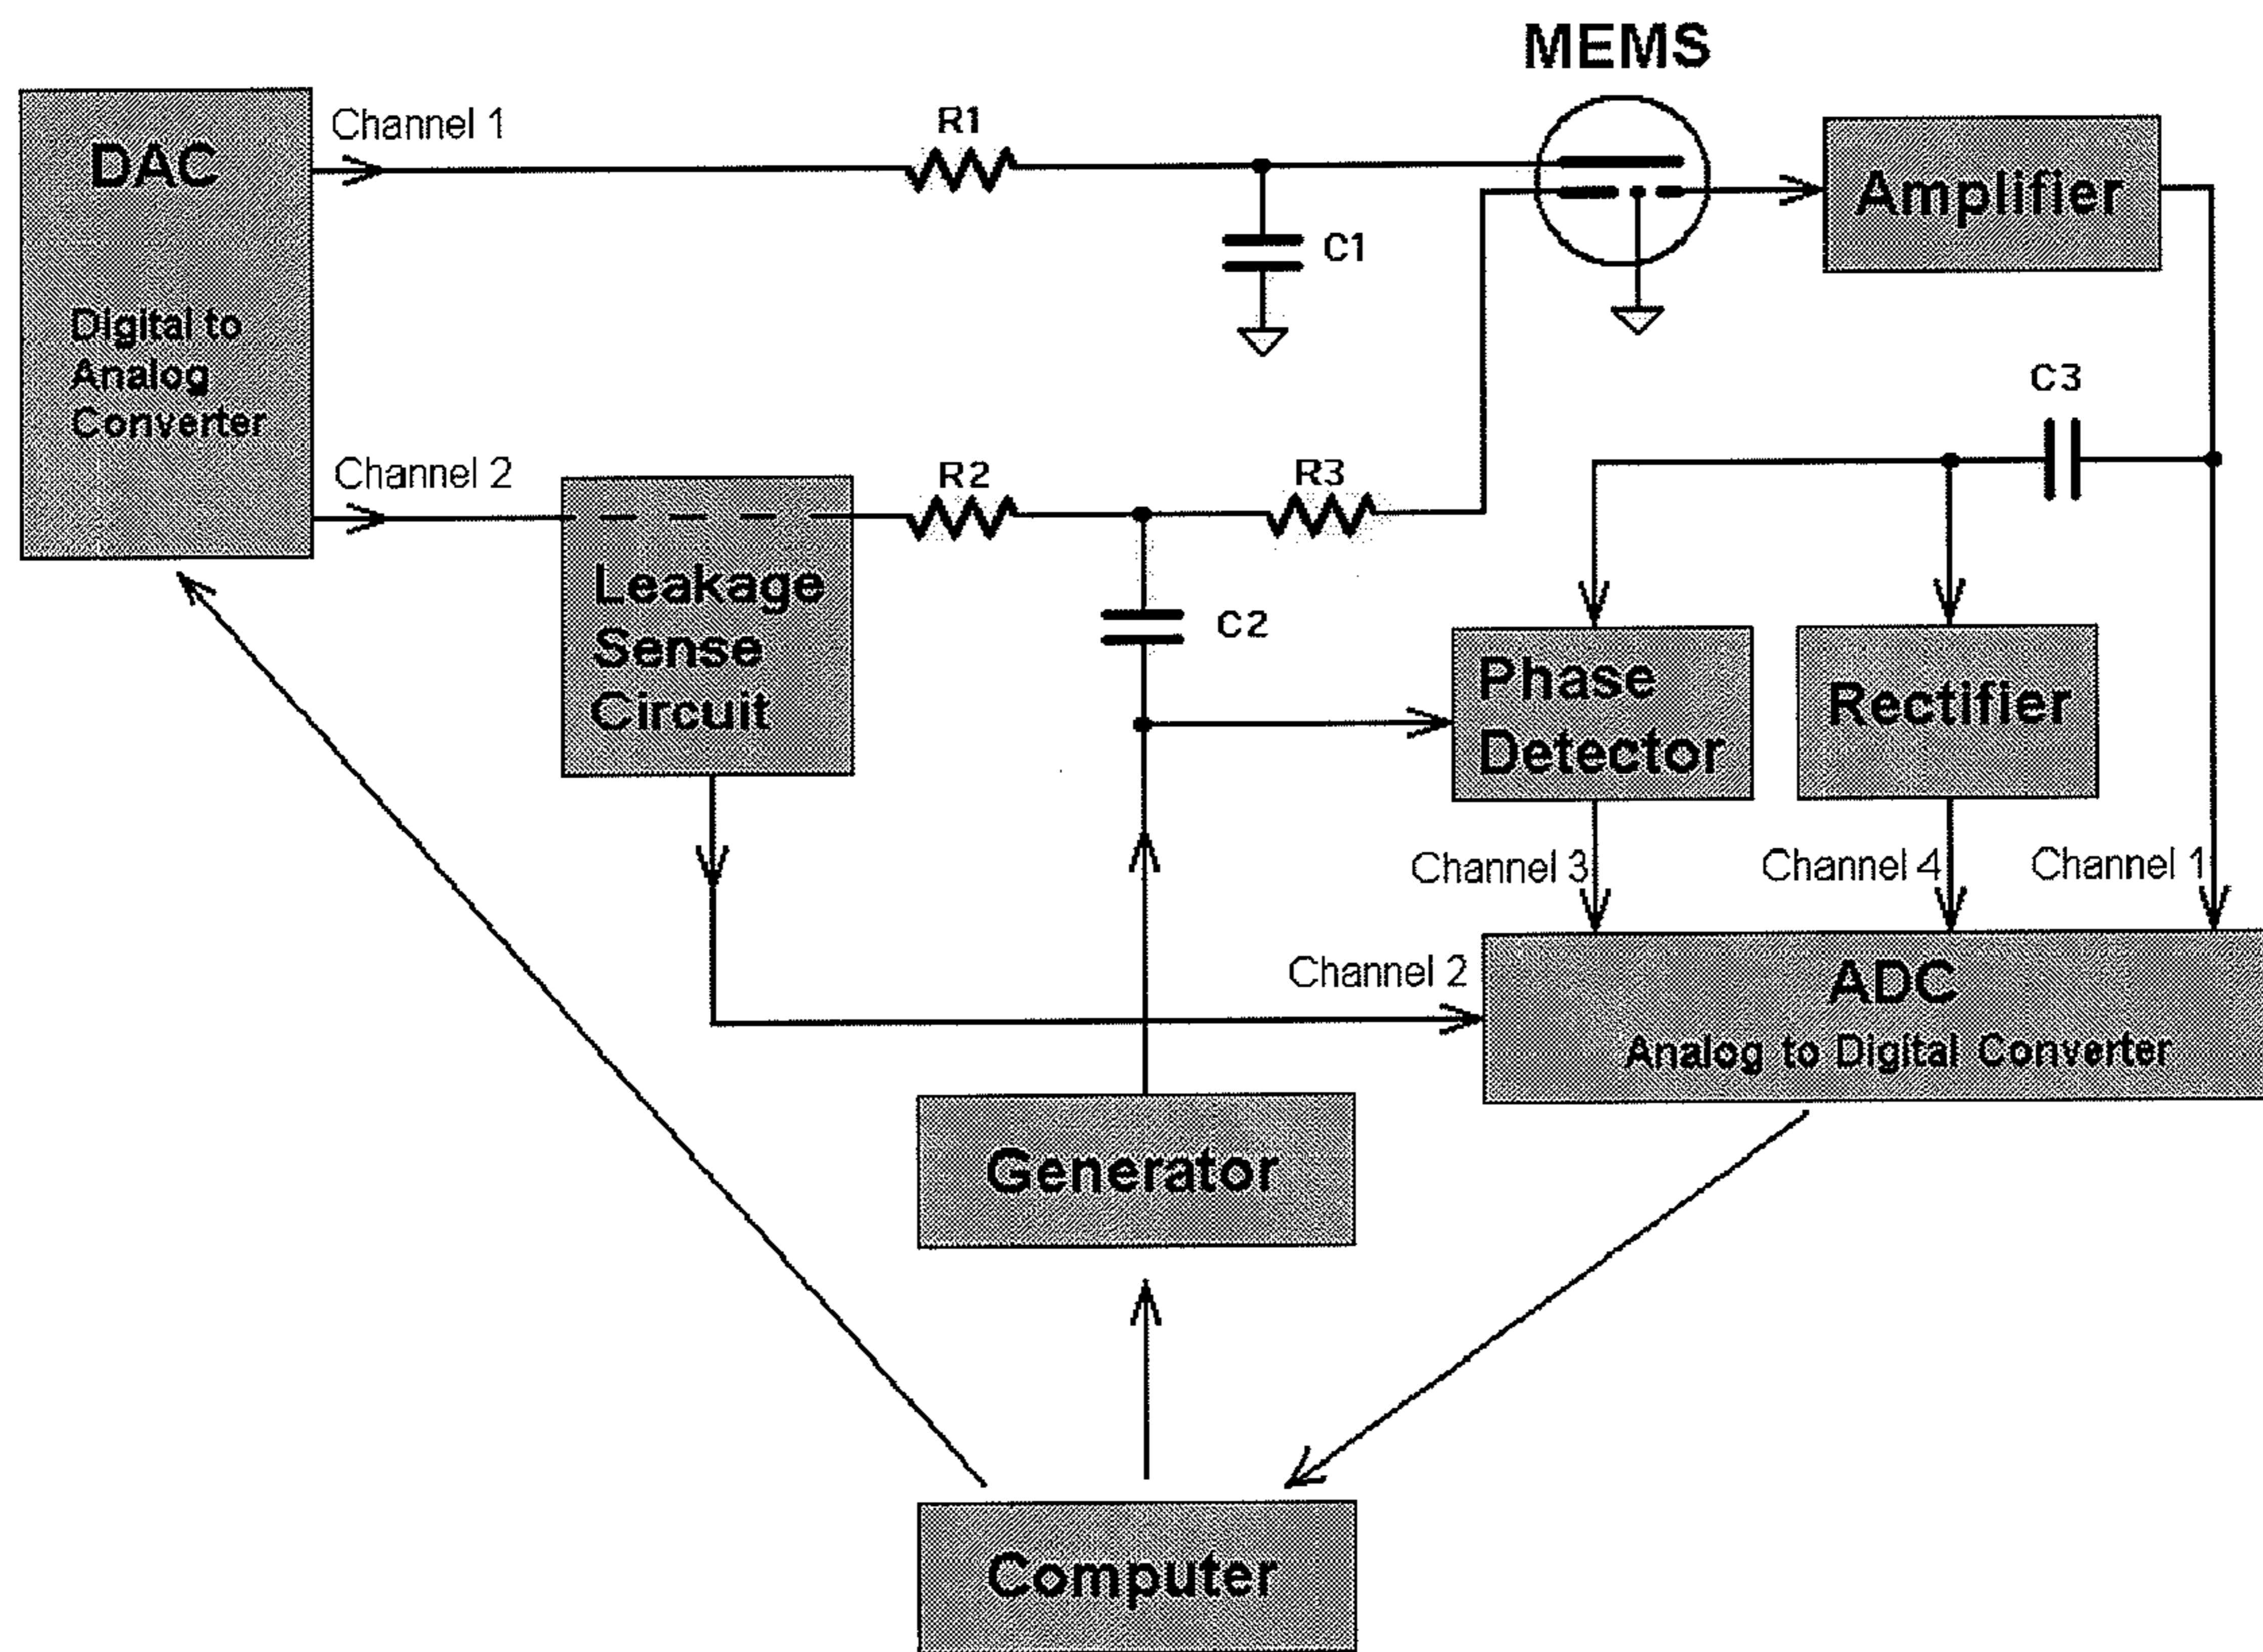 MEMS
DAC
Digital to
Analog
Converter
Channel 1
R1
C1
Amplifier
Channel 2
Leakage
Sense
Circuit
R2
R3
C2
C3
Phase
Detector
Rectifier
Channel 3
Channel 4
Channel 1
Channel 2
ADC
Analog to Digital Converter
Generator
Computer